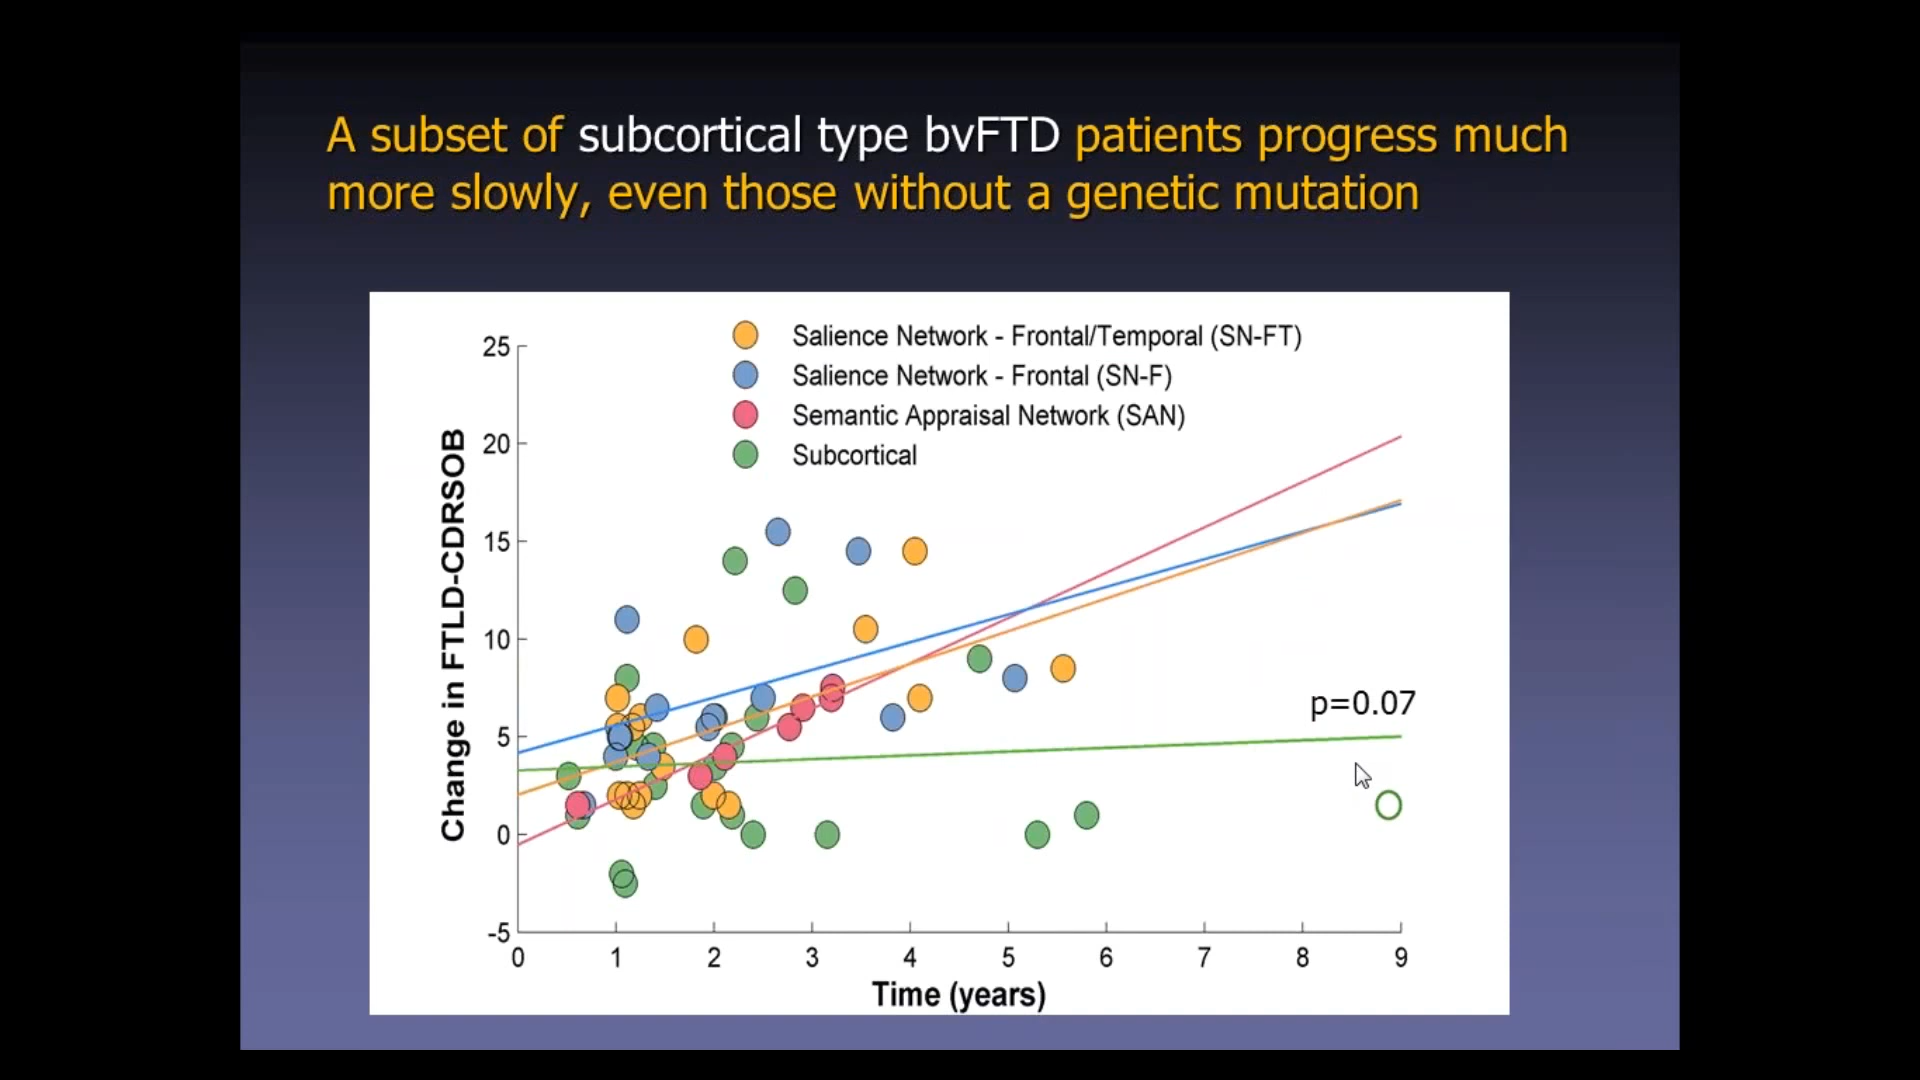 A subset of subcortical type bvFTD patients progress much
more slowly, even those without a genetic mutation
Salience Network - Frontal/Temporal (SN-FT)
Salience Network - Frontal (SN-F)
Semantic Appraisal Network (SAN)
Subcortical
Change in FTLD-CDRSOB
25
20
15
10
5
0
-5
p=0.07
0 1 2 3 4 5 6 7 8 9
Time (years)